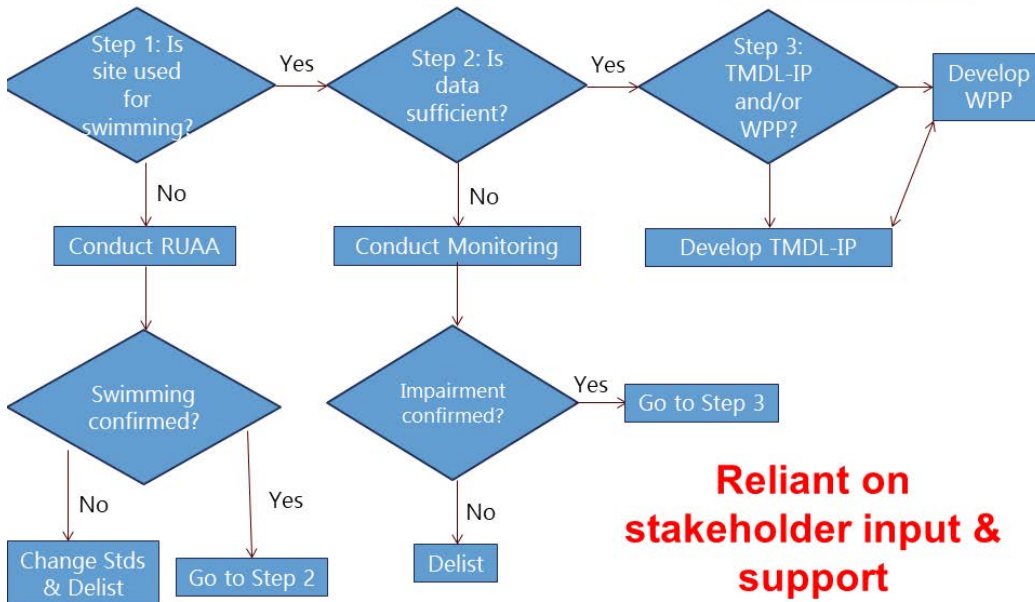 Step 1: Is
site used
for
swimming?
Yes
Step 2: Is
data
sufficient?
Yes
Step 3:
TMDL-IP
and/or
WPP?
Develop
WPP
No
No
Conduct RUAA
Conduct Monitoring
Develop TMDL-IP
Swimming
confirmed?
Impairment
confirmed?
Yes
Go to Step 3
No
Yes
No
Change Stds
& Delist
Go to Step 2
Delist
Reliant on
stakeholder input &
support